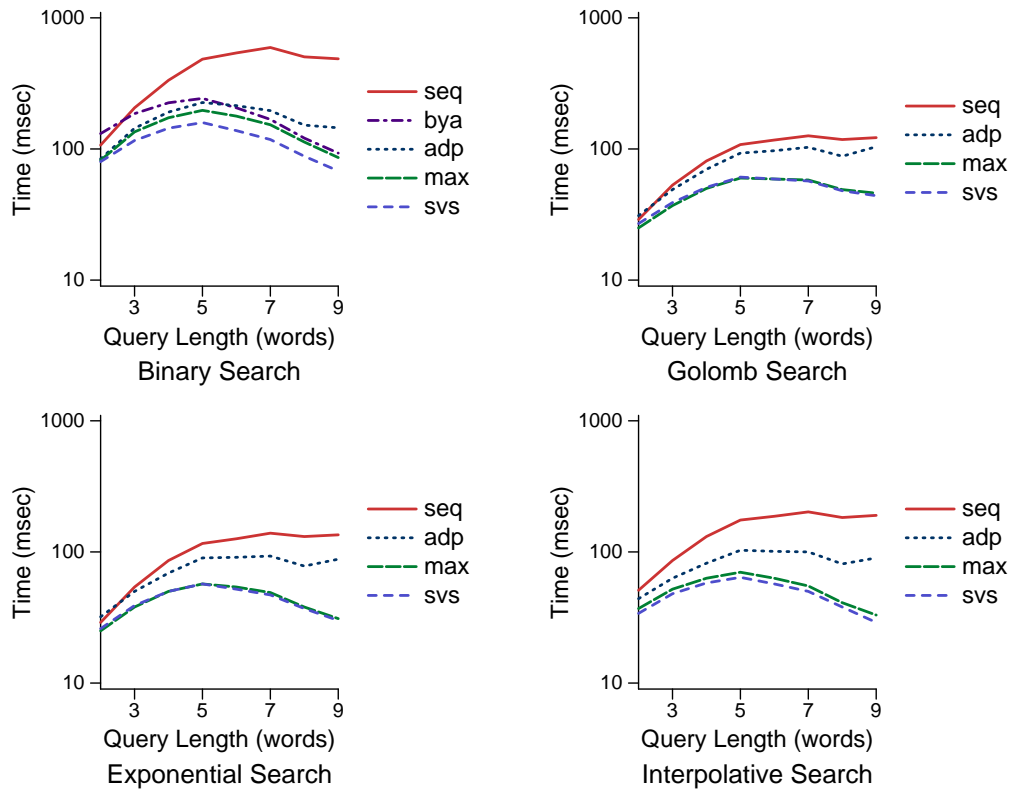 1000
100
10
Time (msec)
3 5 7 9
Query Length (words)
Binary Search
seq
bya
adp
max
svs
1000
100
10
Time (msec)
3 5 7 9
Query Length (words)
Golomb Search
seq
adp
max
svs
1000
100
10
Time (msec)
3 5 7 9
Query Length (words)
Exponential Search
seq
adp
max
svs
1000
100
10
Time (msec)
3 5 7 9
Query Length (words)
Interpolative Search
seq
adp
max
svs